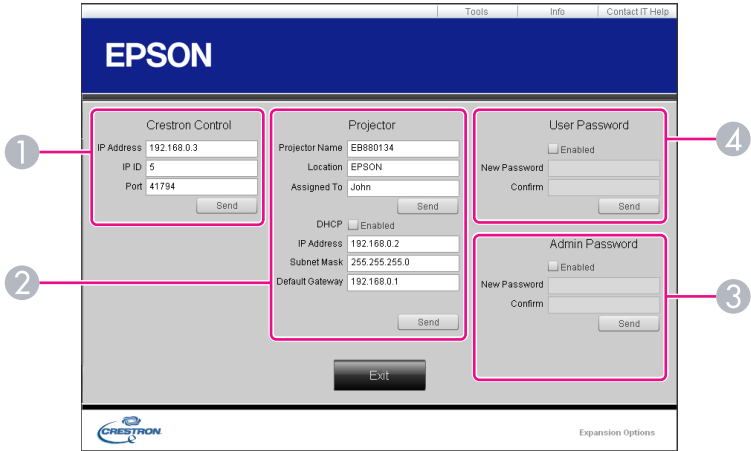 Tools Info Contact IT Help
EPSON
Crestron Control
IP Address 192.168.0.3
IP ID 5
Port 41794
Send
1
Projector
Projector Name EB880134
Location EPSON
Assigned To John
Send
DHCP Enabled
IP Address 192.168.0.2
Subnet Mask 255.255.255.0
Default Gateway 192.168.0.1
Send
2
User Password
Enabled
New Password
Confirm
Send
4
Admin Password
Enabled
New Password
Confirm
Send
3
Exit
CRESTRON
Expansion Options